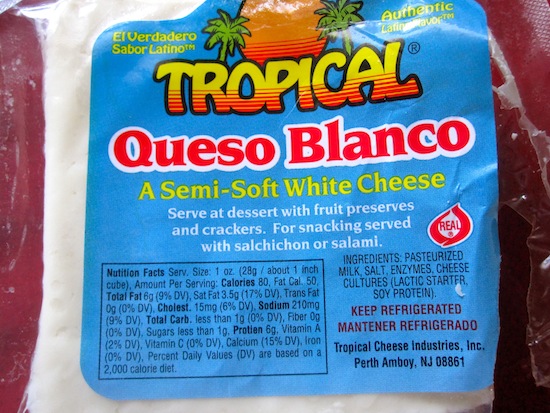 El Verdadero
Sabor Latino™
Authentic
Latin Flavor™
TROPICAL®
Queso Blanco
A Semi-Soft White Cheese
Serve at dessert with fruit preserves
and crackers. For snacking served
with salchichon or salami.
REAL
®
Nutrition Facts Serv. Size: 1 oz. (28g / about 1 inch
cube), Amount Per Serving: Calories 80, Fat Cal. 50,
Total Fat 6g (9% DV), Sat Fat 3.5g (17% DV), Trans Fat
0g (0% DV), Cholest. 15mg (6% DV), Sodium 210mg
(9% DV), Total Carb. less than 1g (0% DV), Fiber 0g
(0% DV), Sugars less than 1g, Protien 6g, Vitamin A
(2% DV), Vitamin C (0% DV), Calcium (15% DV), Iron
(0% DV), Percent Daily Values (DV) are based on a
2,000 calorie diet.
INGREDIENTS: PASTEURIZED
MILK, SALT, ENZYMES, CHEESE
CULTURES (LACTIC STARTER,
SOY PROTEIN).
KEEP REFRIGERATED
MANTENER REFRIGERADO
Tropical Cheese Industries, Inc.
Perth Amboy, NJ 08861